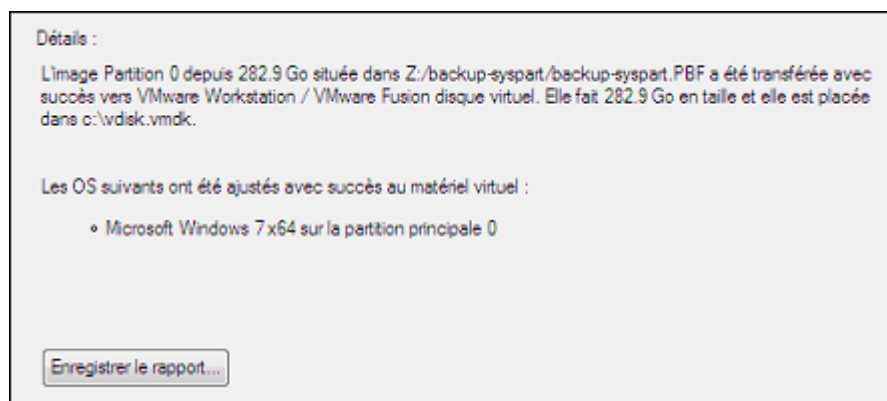 Détails :
L'image Partition 0 depuis 282.9 Go située dans Z:/backup-syspart/backup-syspart.PBF a été transférée avec
succès vers VMware Workstation / VMware Fusion disque virtuel. Elle fait 282.9 Go en taille et elle est placée
dans c:\vdisk.vmdk.
Les OS suivants ont été ajustés avec succès au matériel virtuel :
• Microsoft Windows 7 x64 sur la partition principale 0
Enregistrer le rapport...